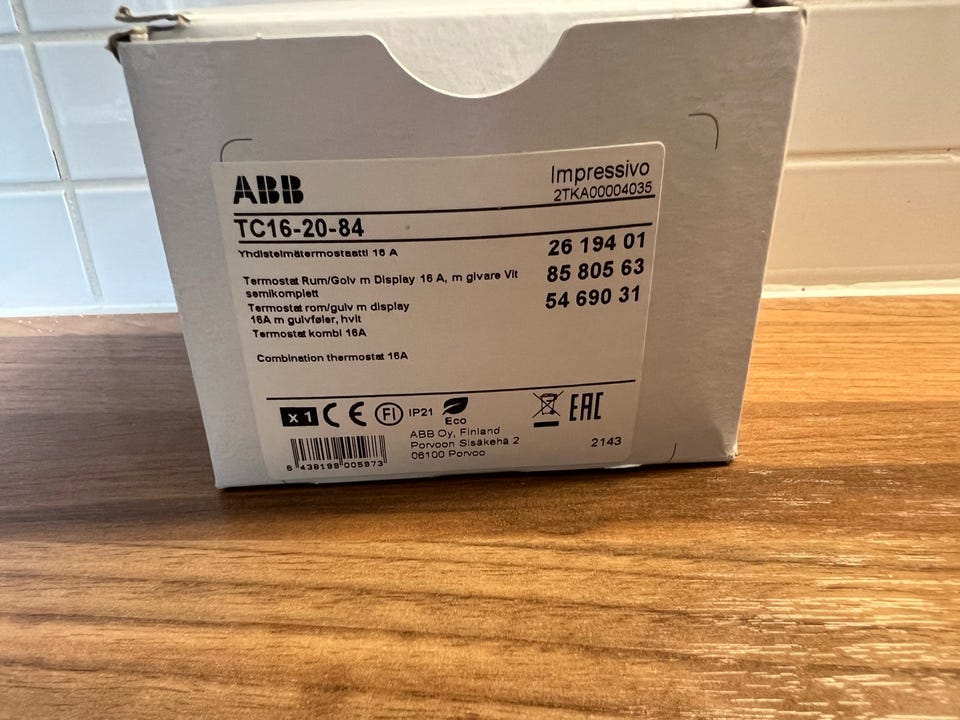 ABB
Impressivo
2TKA00004035
TC16-20-84
Yhdistelmätermostaatti 16 A
26 194 01
Termostat Rum/Golv m Display 16 A, m givare Vit
semikomplett
85 805 63
Termostat rom/gulv m display
16A m gulvføler, hvit
54 690 31
Termostat kombi 16A
Combination thermostat 16A
x 1 CE FI IP21 Eco EAC
ABB Oy, Finland
Porvoon Sisäkehä 2
06100 Porvoo
2143
6 438199 005973